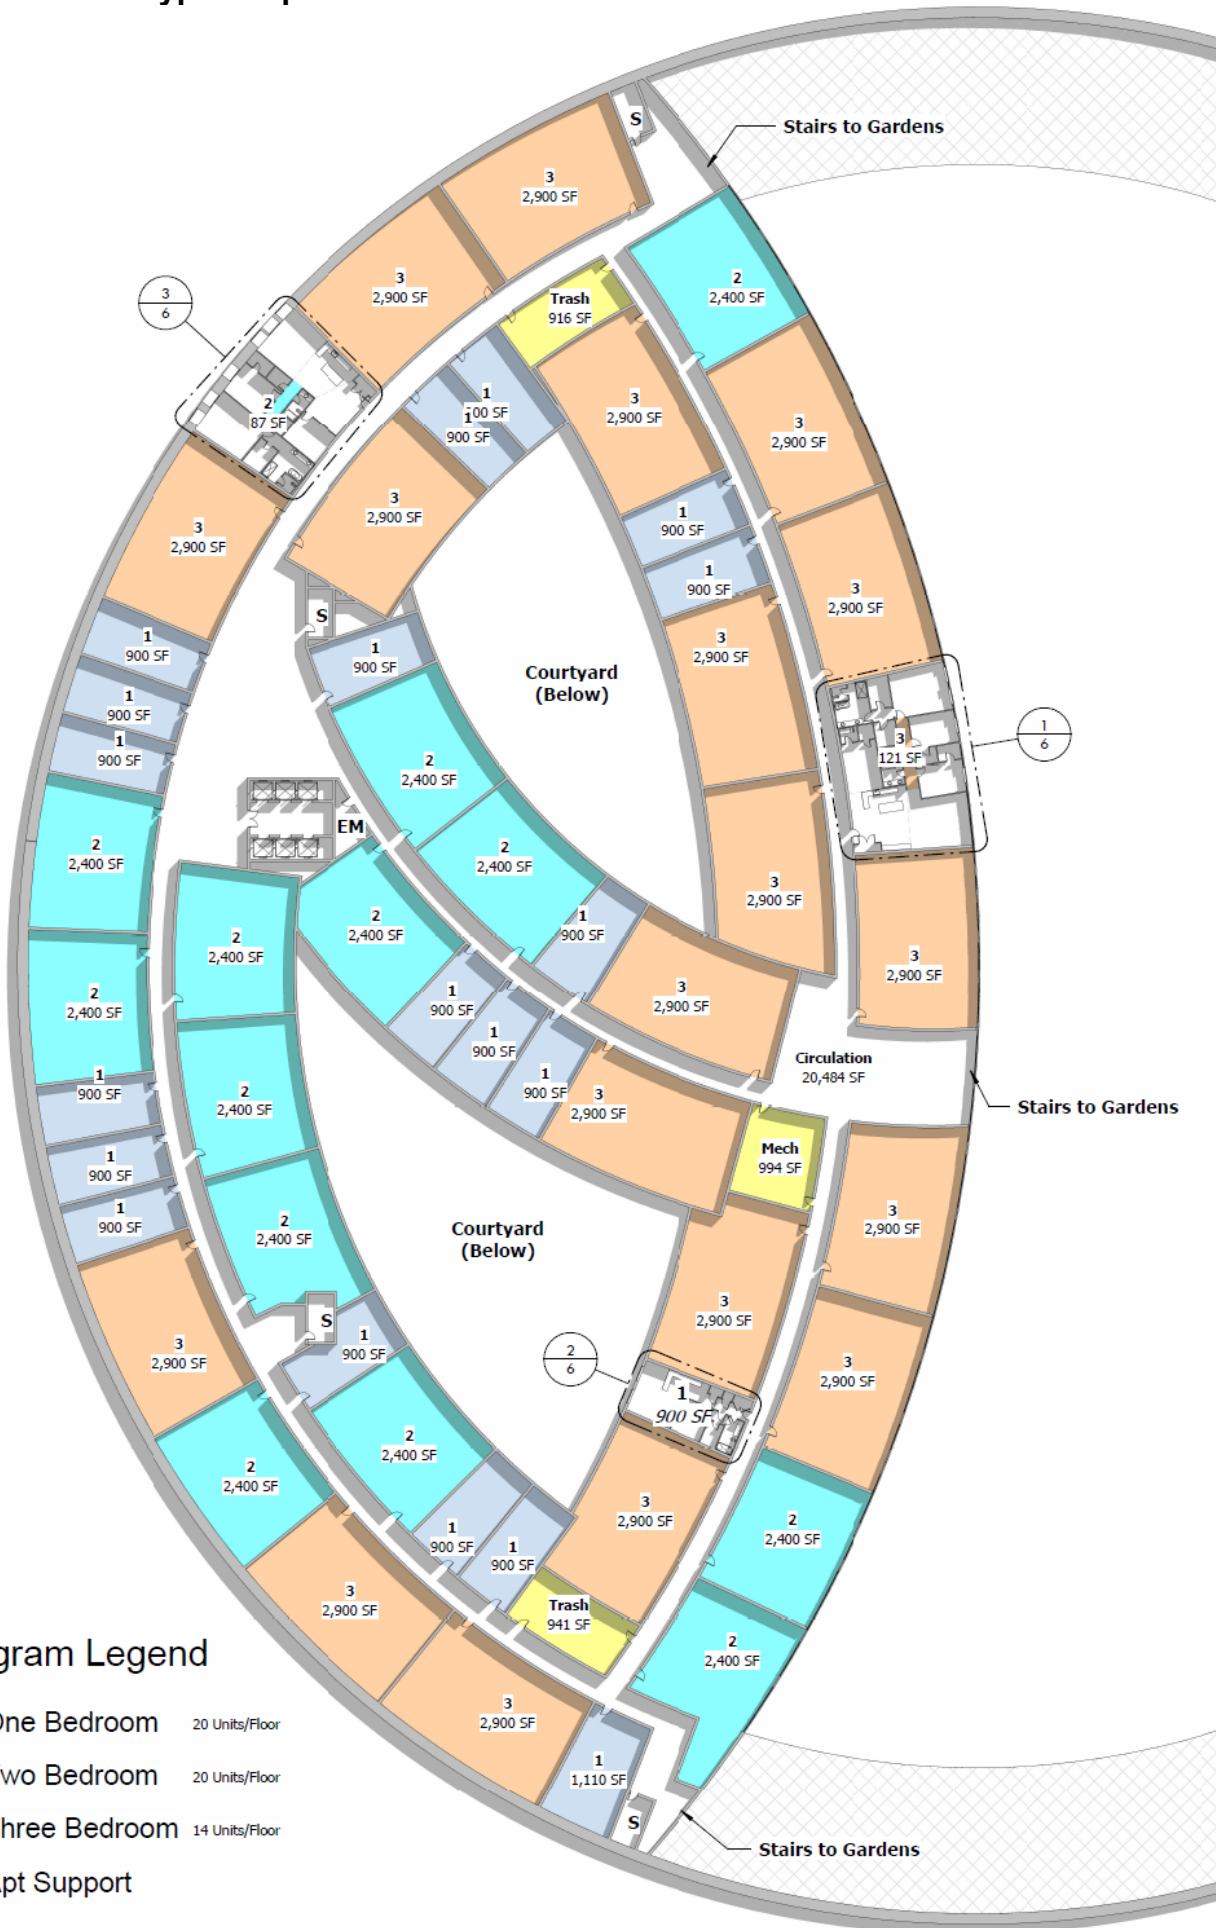 S
Stairs to Gardens
3
2,900 SF
2
2,400 SF
3
2,900 SF
3
6
Trash
916 SF
2
87 SF
1
900 SF
3
2,900 SF
3
2,900 SF
3
2,900 SF
3
2,900 SF
1
900 SF
1
900 SF
3
2,900 SF
S
1
900 SF
3
2,900 SF
1
900 SF
Courtyard
(Below)
1
900 SF
1
900 SF
2
2,400 SF
3
121 SF
1
6
EM
2
2,400 SF
2
2,400 SF
3
2,900 SF
2
2,400 SF
1
900 SF
2
2,400 SF
3
2,900 SF
2
2,400 SF
1
900 SF
3
2,900 SF
1
900 SF
Circulation
20,484 SF
1
900 SF
2
2,400 SF
1
900 SF
3
2,900 SF
Stairs to Gardens
1
900 SF
Mech
994 SF
1
900 SF
2
2,400 SF
Courtyard
(Below)
3
2,900 SF
S
3
2,900 SF
3
2,900 SF
1
900 SF
2
6
3
2,900 SF
1
900 SF
2
2,400 SF
2
2,400 SF
3
2,900 SF
1
900 SF
1
900 SF
2
2,400 SF
3
2,900 SF
Trash
941 SF
2
2,400 SF
gram Legend
3
2,900 SF
One Bedroom 20 Units/Floor
1
1,110 SF
wo Bedroom 20 Units/Floor
S
hree Bedroom 14 Units/Floor
Stairs to Gardens
Apt Support